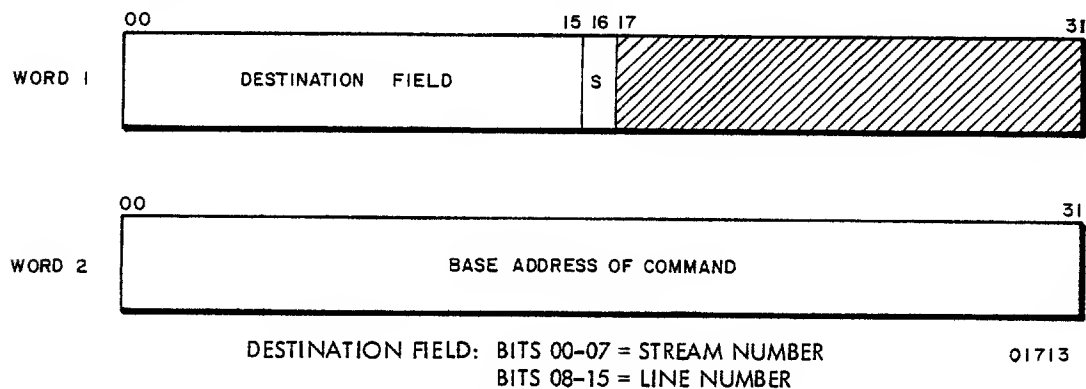 00 15 16 17 31
WORD 1 DESTINATION FIELD S
00 31
WORD 2 BASE ADDRESS OF COMMAND
DESTINATION FIELD: BITS 00-07 = STREAM NUMBER 01713
BITS 08-15 = LINE NUMBER